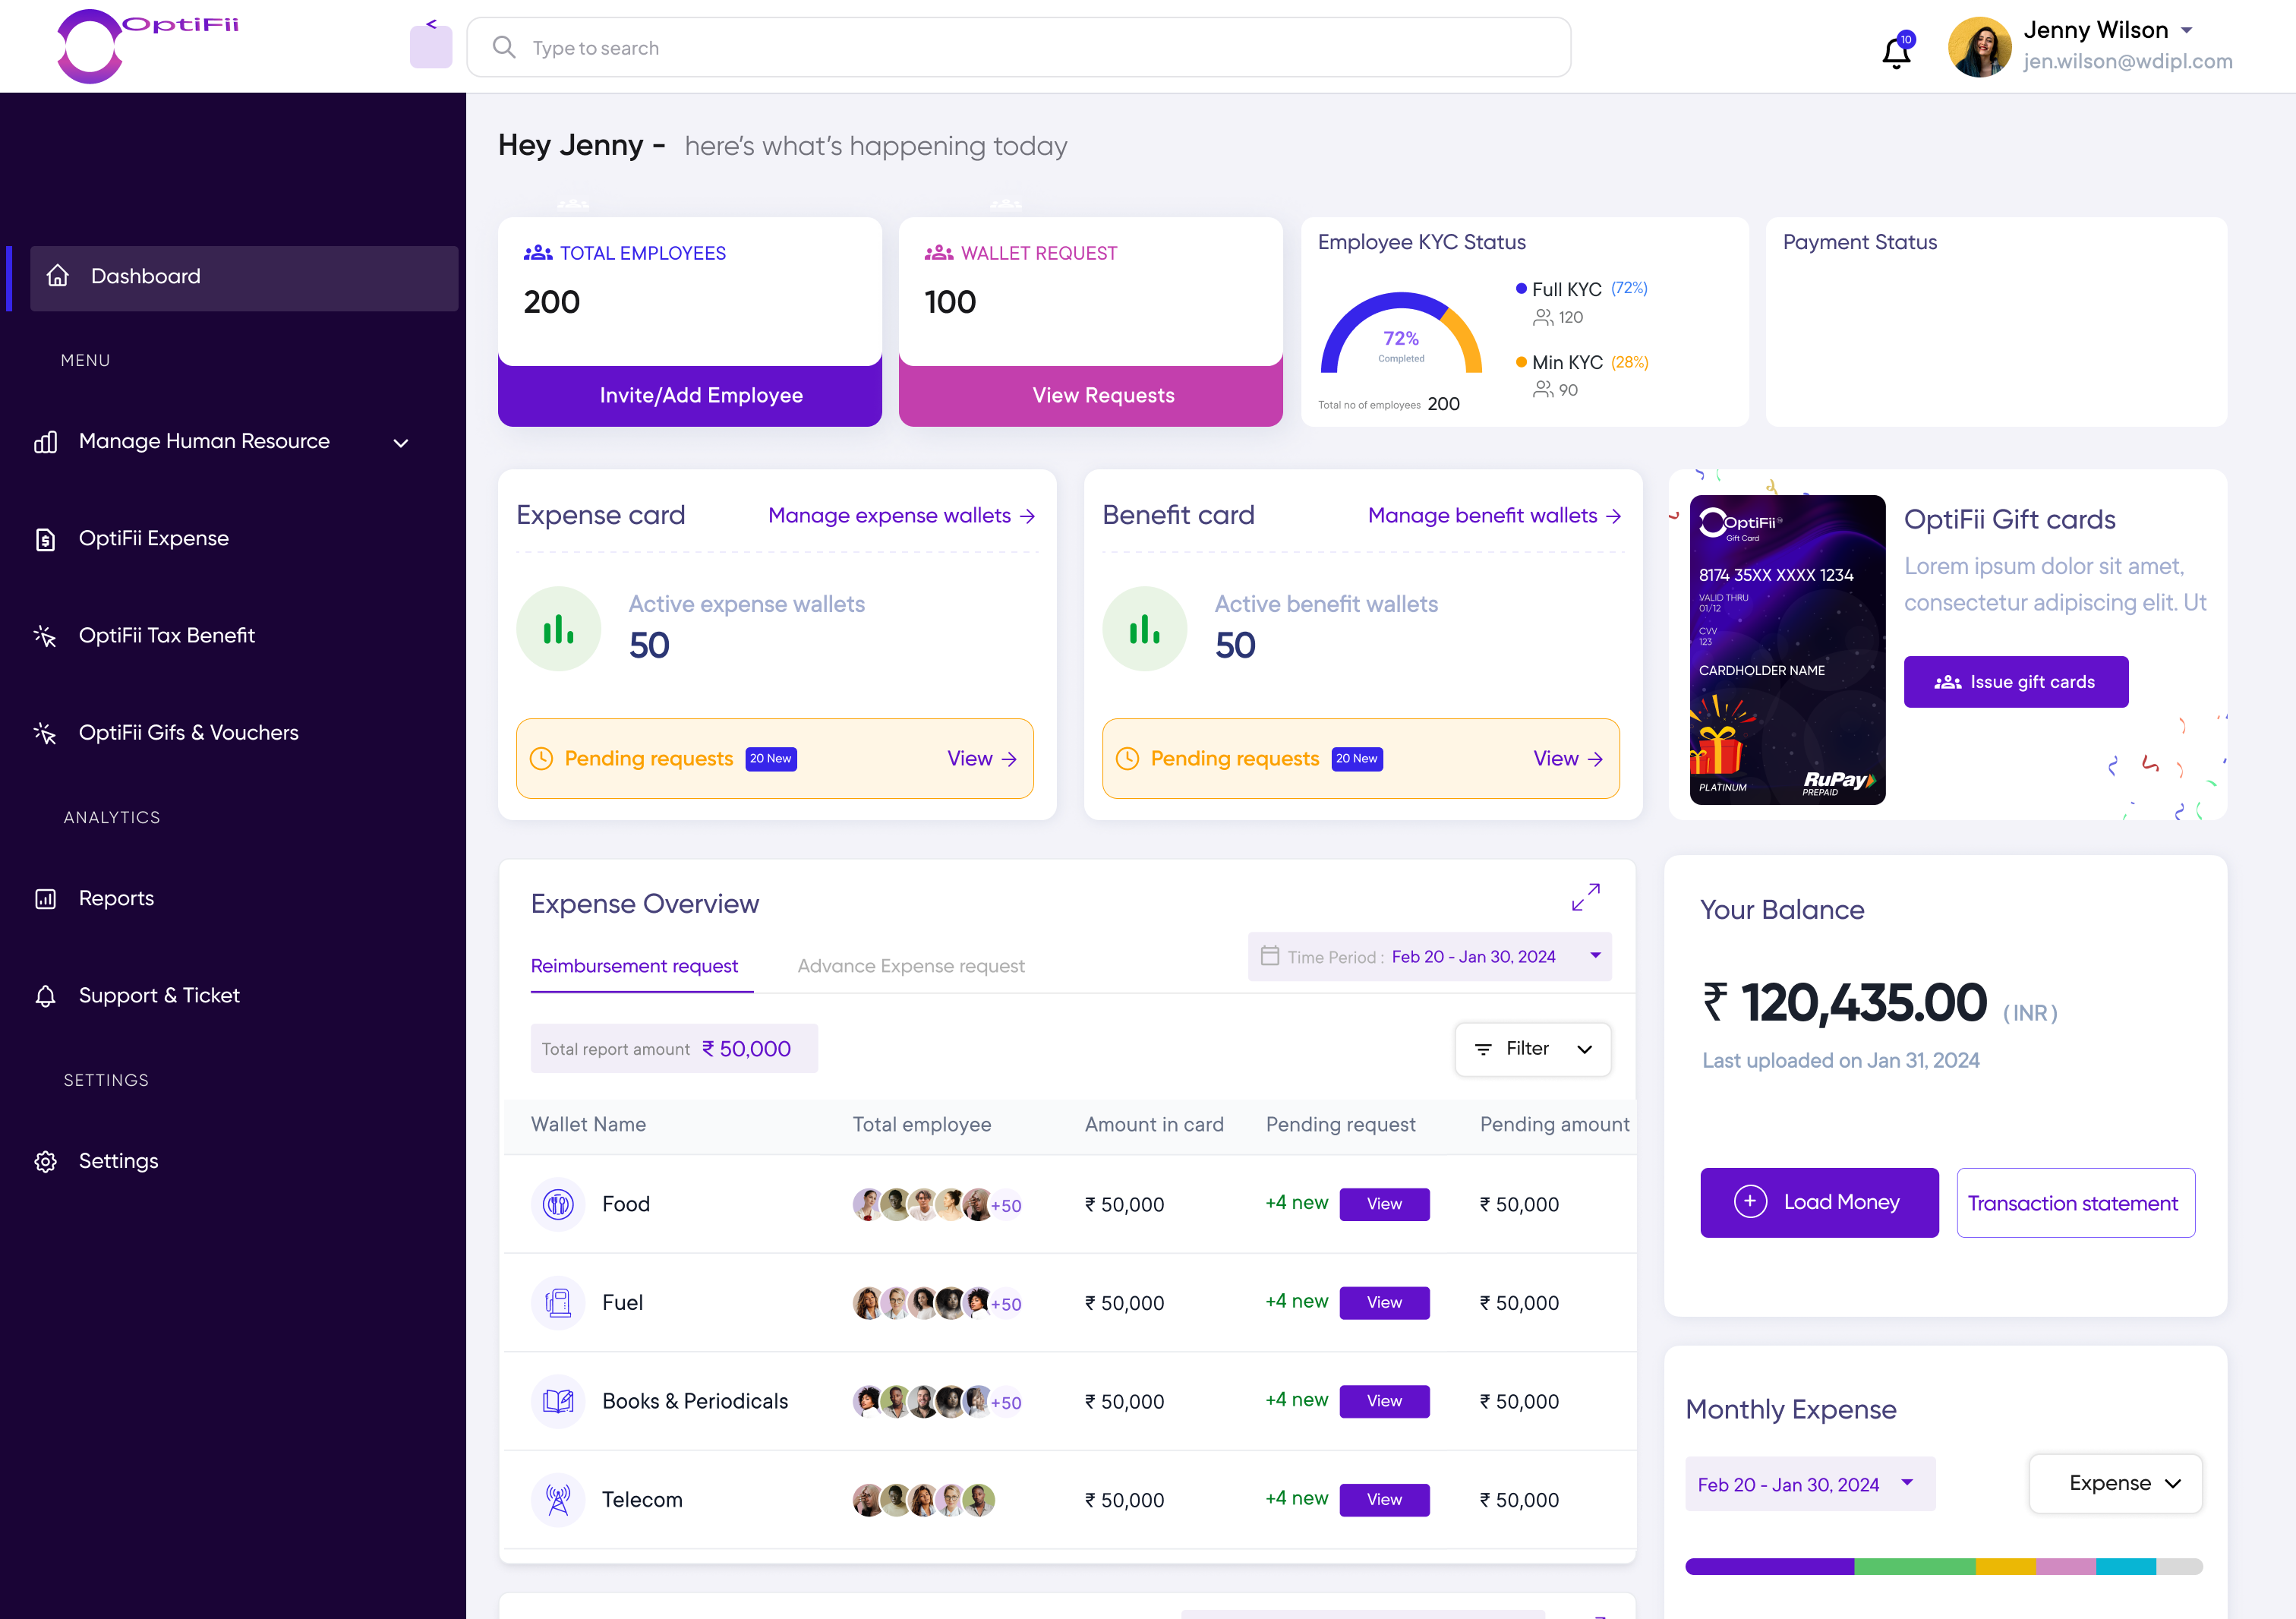 OptiFii
<
Type to search
10
Jenny Wilson
jen.wilson@wdipl.com
Hey Jenny - here's what's happening today
Dashboard
MENU
Manage Human Resource
OptiFii Expense
OptiFii Tax Benefit
OptiFii Gifs & Vouchers
ANALYTICS
Reports
Support & Ticket
SETTINGS
Settings
TOTAL EMPLOYEES
200
Invite/Add Employee
WALLET REQUEST
100
View Requests
Employee KYC Status
72%
Completed
Total no of employees 200
Full KYC (72%)
120
Min KYC (28%)
90
Payment Status
Expense card
Manage expense wallets →
Active expense wallets
50
Pending requests 20 New View →
Benefit card
Manage benefit wallets →
Active benefit wallets
50
Pending requests 20 New View →
OptiFii
Gift Card
8174 35XX XXXX 1234
VALID THRU
01/12
CVV
123
CARDHOLDER NAME
PLATINUM
RuPay
PREPAID
OptiFii Gift cards
Lorem ipsum dolor sit amet,
consectetur adipiscing elit. Ut
Issue gift cards
Expense Overview
Reimbursement request Advance Expense request
Time Period : Feb 20 - Jan 30, 2024
Total report amount ₹ 50,000
Filter
Wallet Name Total employee Amount in card Pending request Pending amount
Food +50 ₹ 50,000 +4 new View ₹ 50,000
Fuel +50 ₹ 50,000 +4 new View ₹ 50,000
Books & Periodicals +50 ₹ 50,000 +4 new View ₹ 50,000
Telecom ₹ 50,000 +4 new View ₹ 50,000
Your Balance
₹ 120,435.00 (INR)
Last uploaded on Jan 31, 2024
+ Load Money
Transaction statement
Monthly Expense
Feb 20 - Jan 30, 2024
Expense